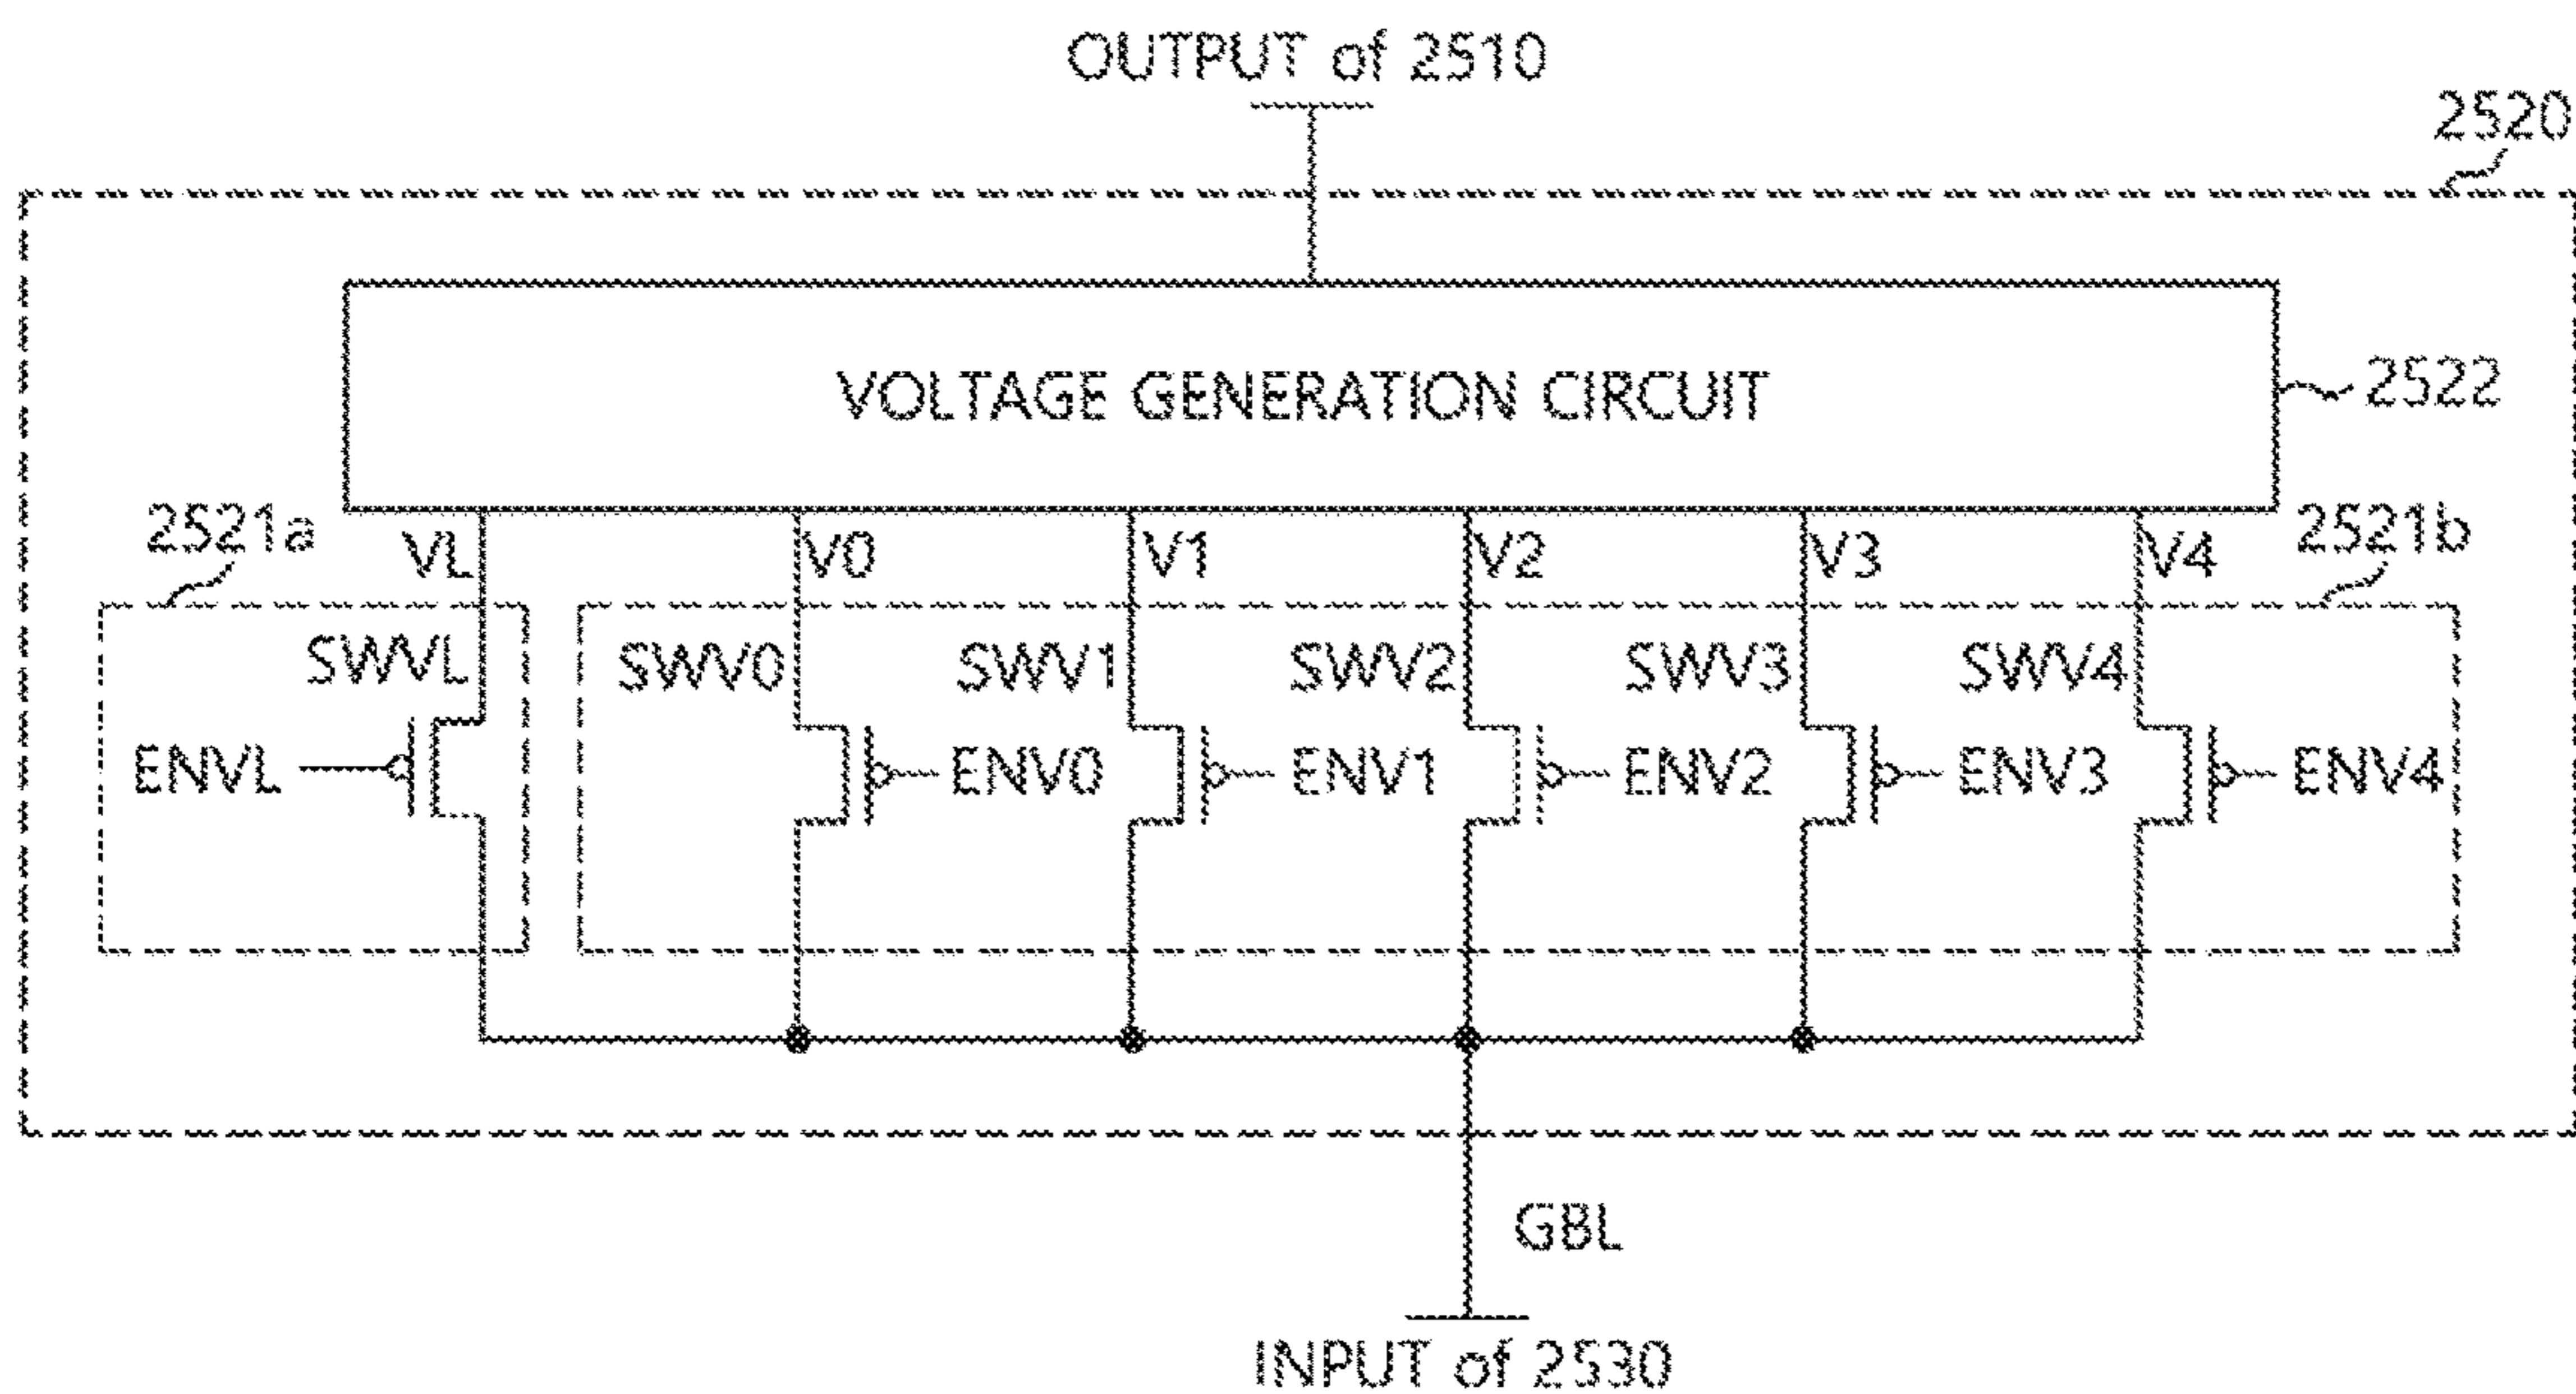 OUTPUT of 2510
2520
VOLTAGE GENERATION CIRCUIT
2522
2521a
VL
V0
V1
V2
V3
V4
2521b
SWVL
SWV0
SWV1
SWV2
SWV3
SWV4
ENVL
ENV0
ENV1
ENV2
ENV3
ENV4
GBL
INPUT of 2530